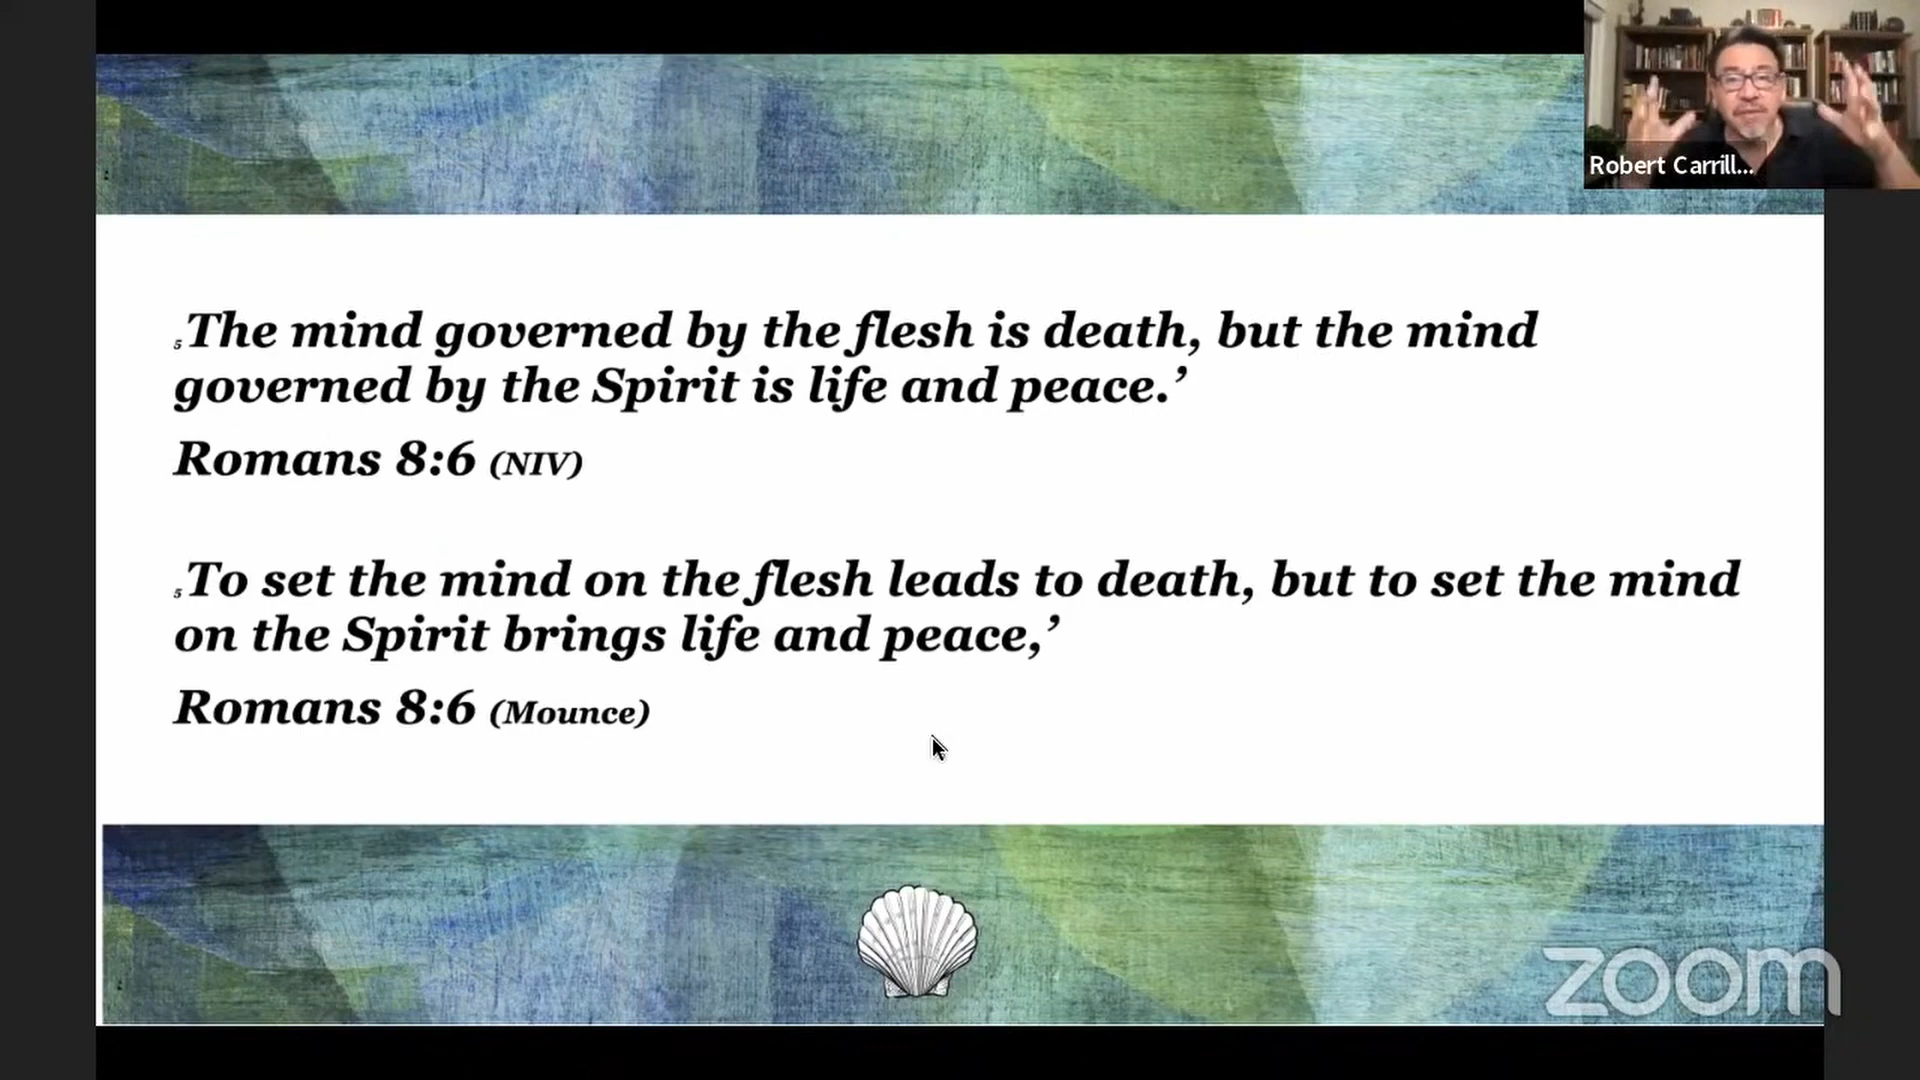 Robert Carrill...
₅The mind governed by the flesh is death, but the mind
governed by the Spirit is life and peace.’
Romans 8:6 (NIV)
₅To set the mind on the flesh leads to death, but to set the mind
on the Spirit brings life and peace,’
Romans 8:6 (Mounce)
zoom